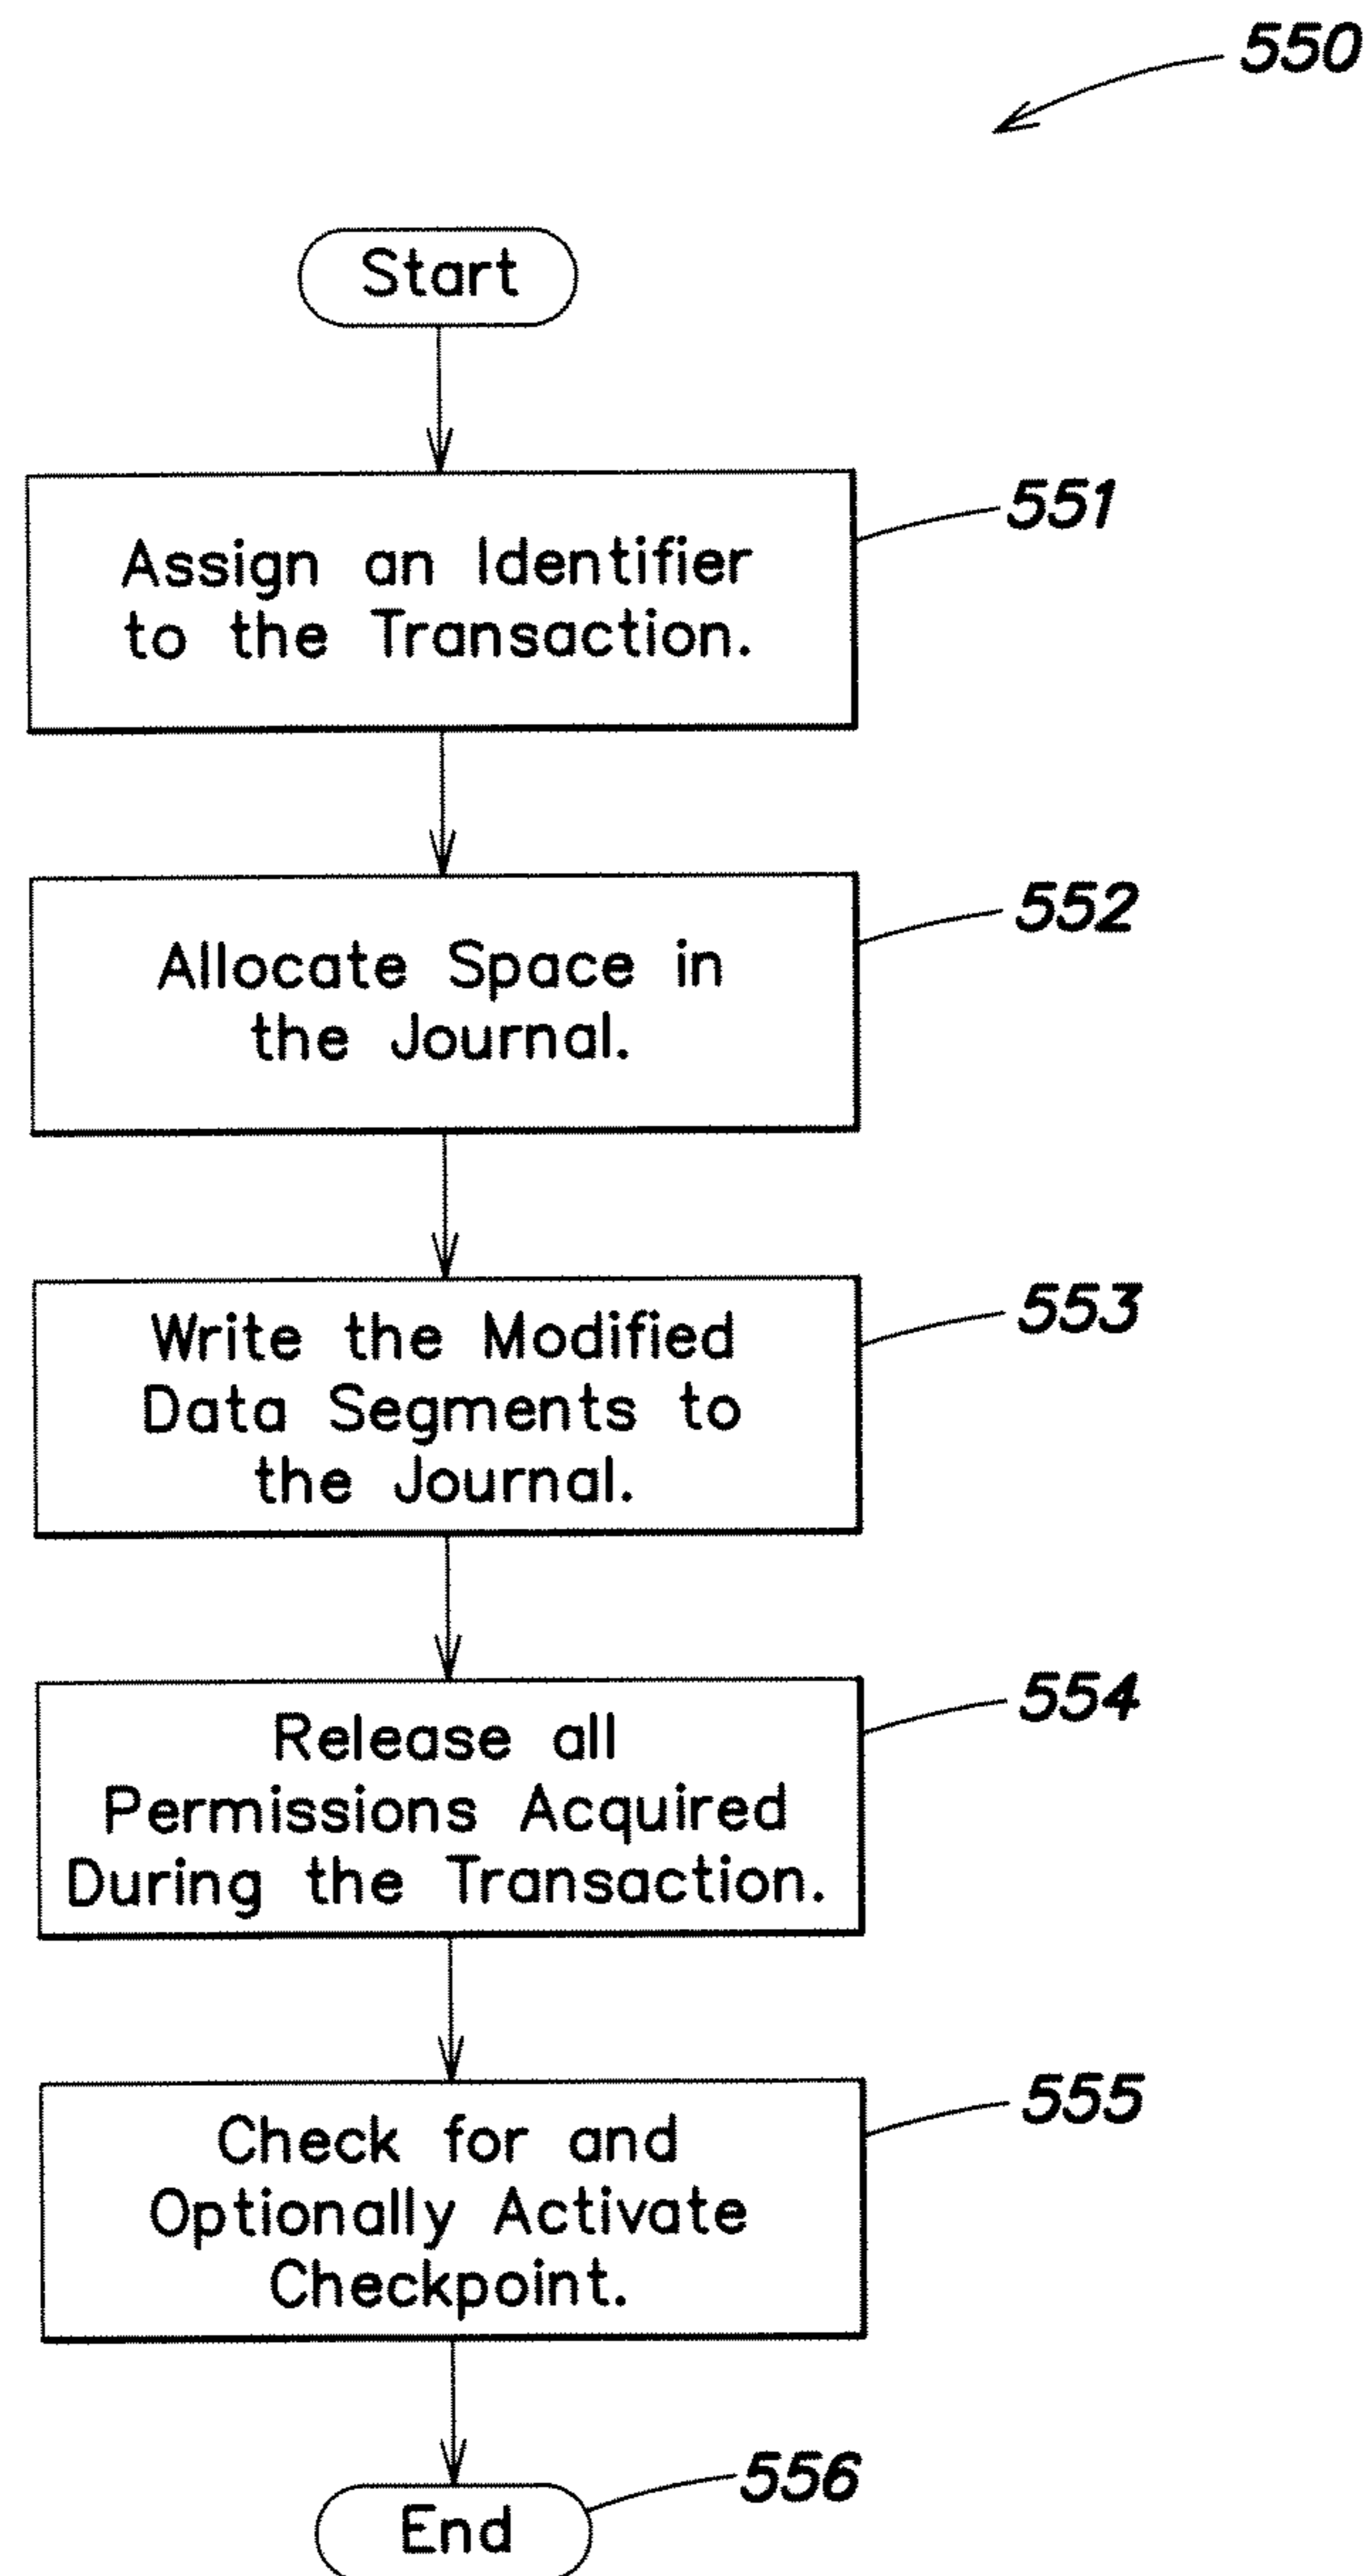 550
Start
551
Assign an Identifier
to the Transaction.
552
Allocate Space in
the Journal.
553
Write the Modified
Data Segments to
the Journal.
554
Release all
Permissions Acquired
During the Transaction.
555
Check for and
Optionally Activate
Checkpoint.
556
End